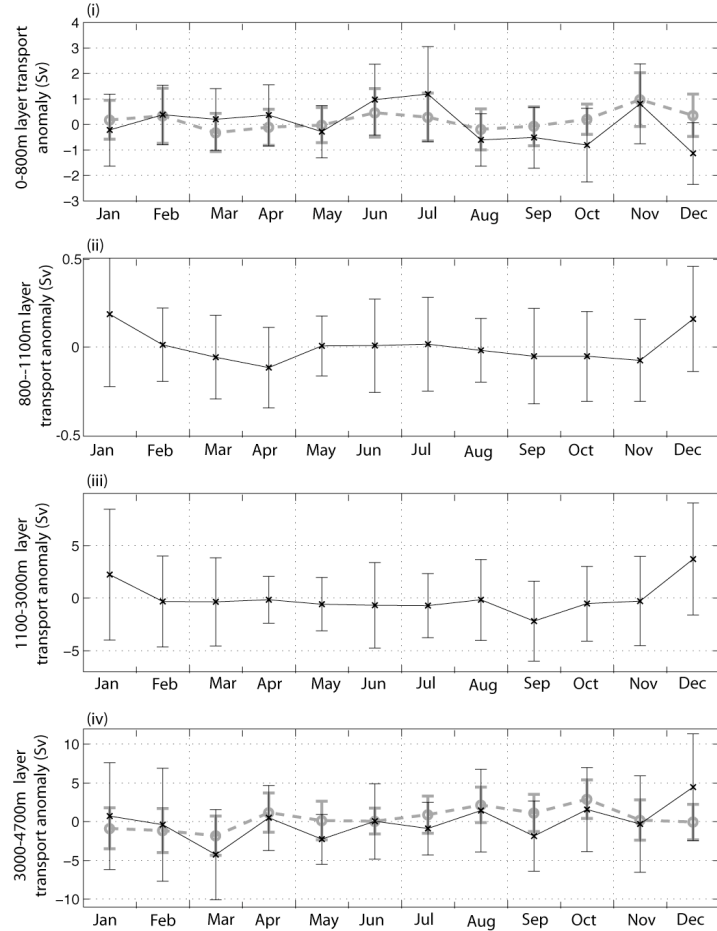 (i)
0-800m layer transport
anomaly (Sv)
4
3
2
1
0
−1
−2
−3
Jan Feb Mar Apr May Jun Jul Aug Sep Oct Nov Dec
(ii)
800--1100m layer
transport anomaly (Sv)
0.5
0
-0.5
Jan Feb Mar Apr May Jun Jul Aug Sep Oct Nov Dec
(iii)
1100-3000m layer
transport anomaly (Sv)
5
0
−5
Jan Feb Mar Apr May Jun Jul Aug Sep Oct Nov Dec
(iv)
3000-4700m layer
transport anomaly (Sv)
10
5
0
−5
−10
Jan Feb Mar Apr May Jun Jul Aug Sep Oct Nov Dec